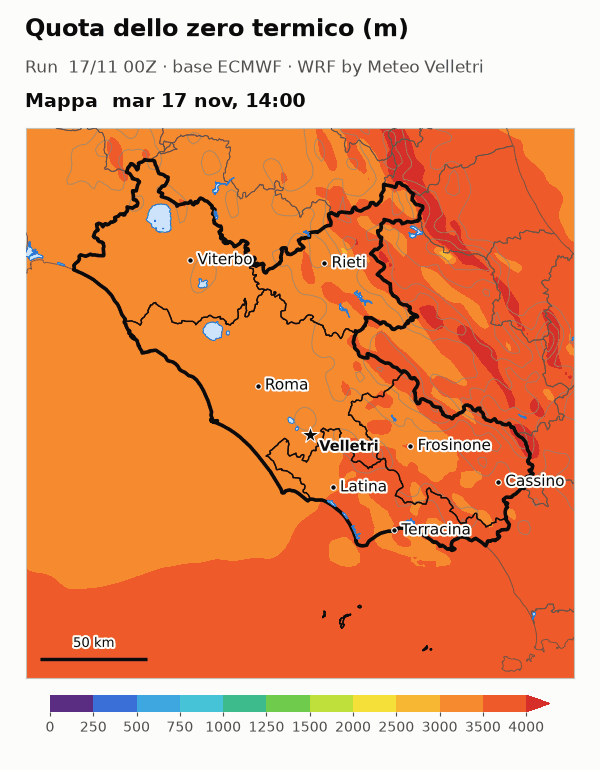 Quota dello zero termico (m)
Run 17/11 00Z · base ECMWF · WRF by Meteo Velletri
Mappa mar 17 nov, 14:00
Viterbo
Rieti
Roma
Velletri
Frosinone
Latina
Cassino
Terracina
50 km
0 250 500 750 1000 1250 1500 2000 2500 3000 3500 4000